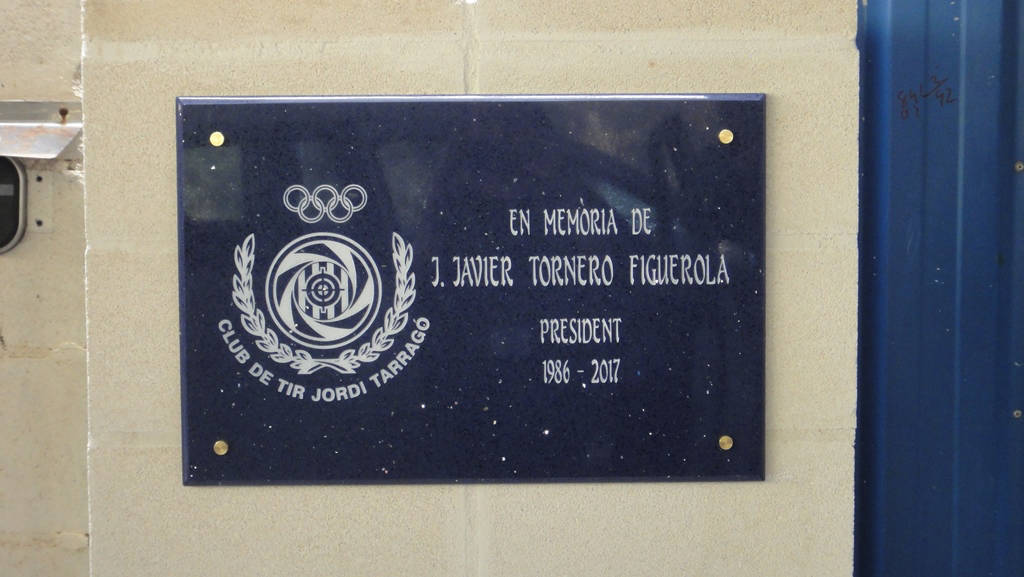 EN MEMÒRIA DE
J. JAVIER TORNERO FIGUEROLA
PRESIDENT
1986 - 2017
CLUB DE TIR JORDI TARRAGÓ